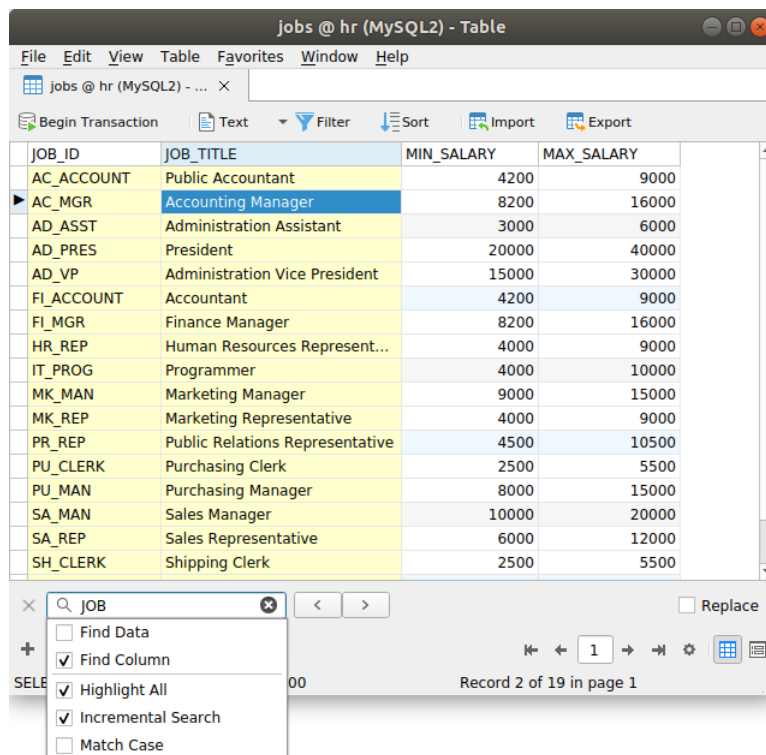 jobs @ hr (MySQL2) - Table
File Edit View Table Favorites Window Help
jobs @ hr (MySQL2) - ... ×
Begin Transaction Text Filter Sort Import Export
JOB_ID JOB_TITLE MIN_SALARY MAX_SALARY
AC_ACCOUNT Public Accountant 4200 9000
AC_MGR Accounting Manager 8200 16000
AD_ASST Administration Assistant 3000 6000
AD_PRES President 20000 40000
AD_VP Administration Vice President 15000 30000
FI_ACCOUNT Accountant 4200 9000
FI_MGR Finance Manager 8200 16000
HR_REP Human Resources Represent... 4000 9000
IT_PROG Programmer 4000 10000
MK_MAN Marketing Manager 9000 15000
MK_REP Marketing Representative 4000 9000
PR_REP Public Relations Representative 4500 10500
PU_CLERK Purchasing Clerk 2500 5500
PU_MAN Purchasing Manager 8000 15000
SA_MAN Sales Manager 10000 20000
SA_REP Sales Representative 6000 12000
SH_CLERK Shipping Clerk 2500 5500
JOB < > Replace
Find Data
+ 1
Find Column
SELE 00 Record 2 of 19 in page 1
Highlight All
Incremental Search
Match Case